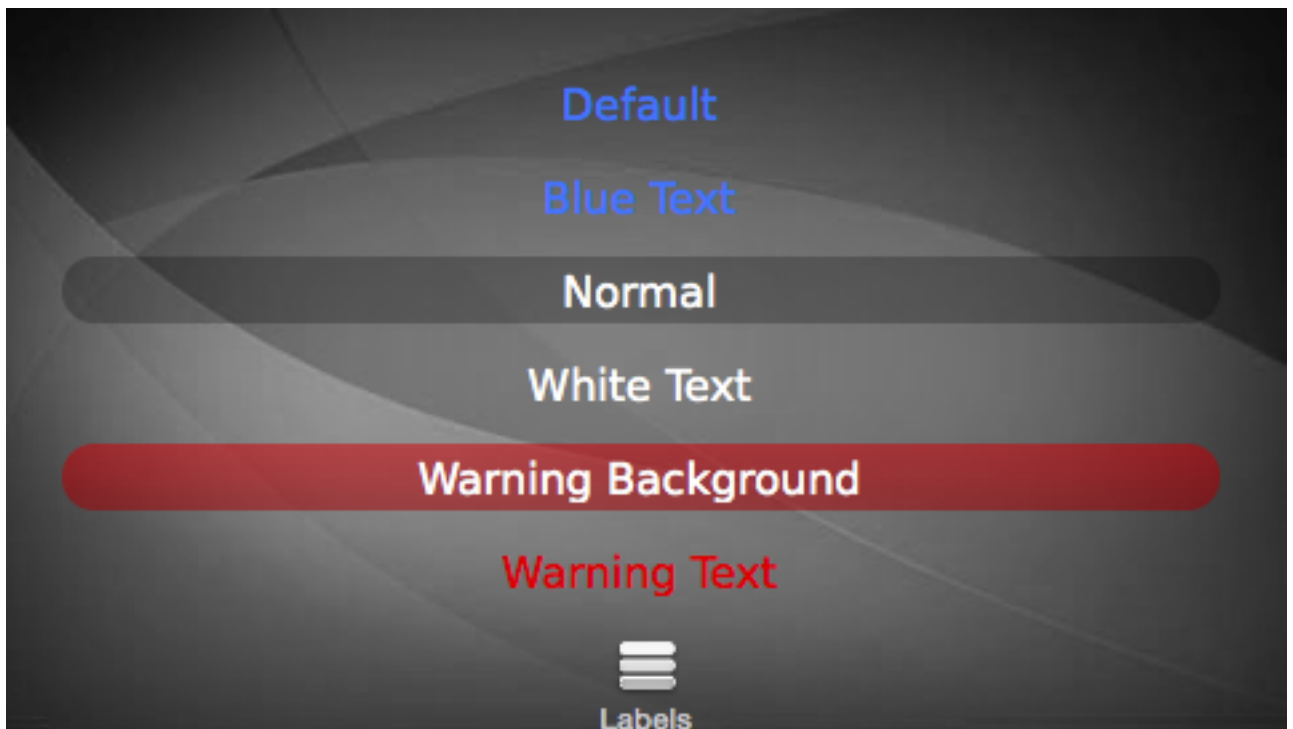 Default
Blue Text
Normal
White Text
Warning Background
Warning Text
Labels